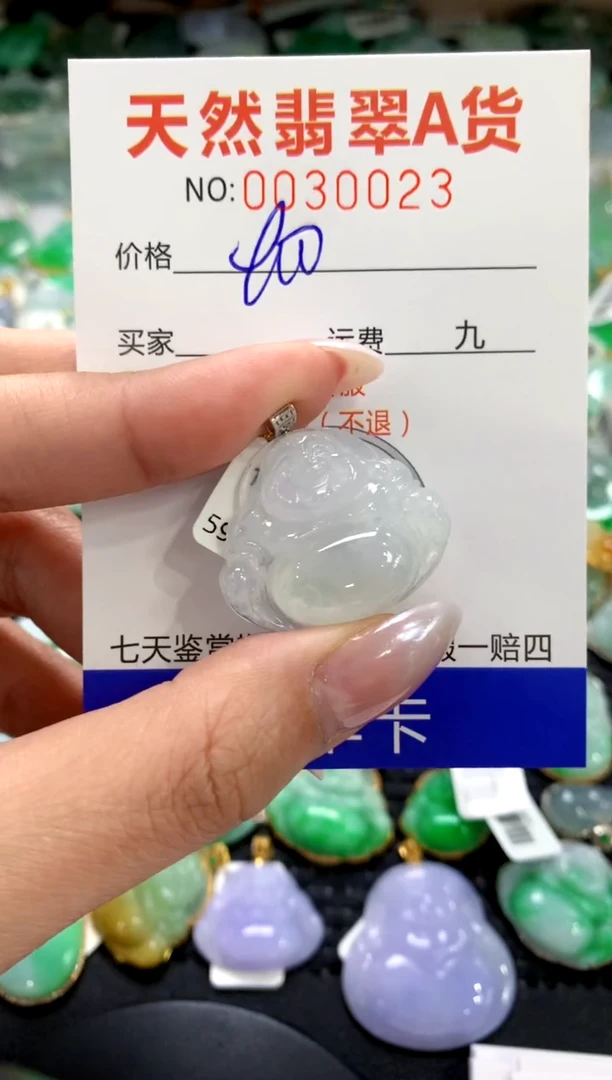 天然翡翠A货
NO:0030023
价格
买家 运费 九
（不退）
59
七天鉴赏 一赔四
卡